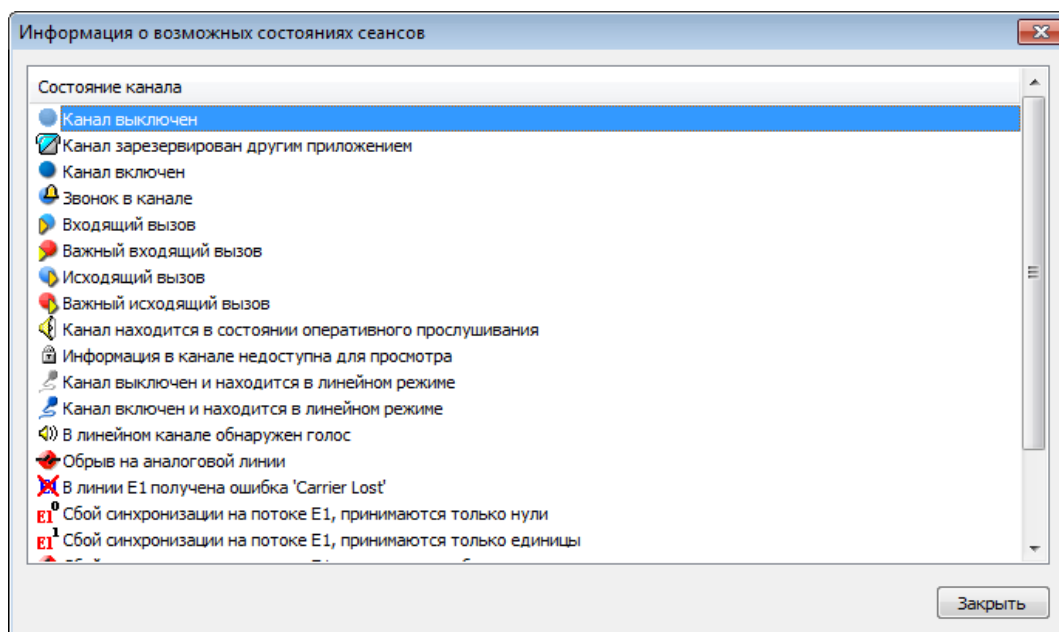 Информация о возможных состояниях сеансов
Состояние канала
Канал выключен
Канал зарезервирован другим приложением
Канал включен
Звонок в канале
Входящий вызов
Важный входящий вызов
Исходящий вызов
Важный исходящий вызов
Канал находится в состоянии оперативного прослушивания
Информация в канале недоступна для просмотра
Канал выключен и находится в линейном режиме
Канал включен и находится в линейном режиме
В линейном канале обнаружен голос
Обрыв на аналоговой линии
В линии E1 получена ошибка 'Carrier Lost'
E1⁰ Сбой синхронизации на потоке E1, принимаются только нули
E1¹ Сбой синхронизации на потоке E1, принимаются только единицы
Закрыть